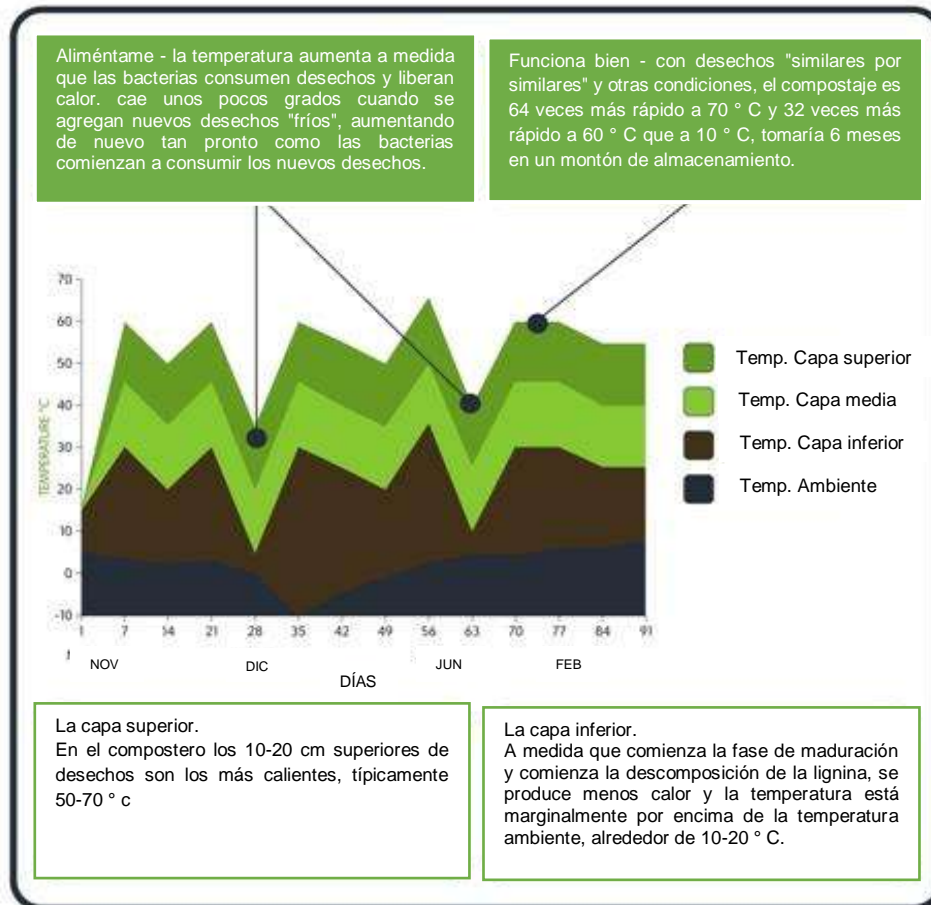 Aliméntame - la temperatura aumenta a medida
que las bacterias consumen desechos y liberan
calor. cae unos pocos grados cuando se
agregan nuevos desechos "fríos", aumentando
de nuevo tan pronto como las bacterias
comienzan a consumir los nuevos desechos.
Funciona bien - con desechos "similares por
similares" y otras condiciones, el compostaje es
64 veces más rápido a 70 ° C y 32 veces más
rápido a 60 ° C que a 10 ° C, tomaría 6 meses
en un montón de almacenamiento.
TEMPERATURE °C
70
60
50
40
30
20
10
0
-10
Temp. Capa superior
Temp. Capa media
Temp. Capa inferior
Temp. Ambiente
1 7 14 21 28 35 42 49 56 63 70 77 84 91
NOV DIC JUN FEB
DÍAS
La capa superior.
En el compostero los 10-20 cm superiores de
desechos son los más calientes, típicamente
50-70 ° c
La capa inferior.
A medida que comienza la fase de maduración
y comienza la descomposición de la lignina, se
produce menos calor y la temperatura está
marginalmente por encima de la temperatura
ambiente, alrededor de 10-20 ° C.